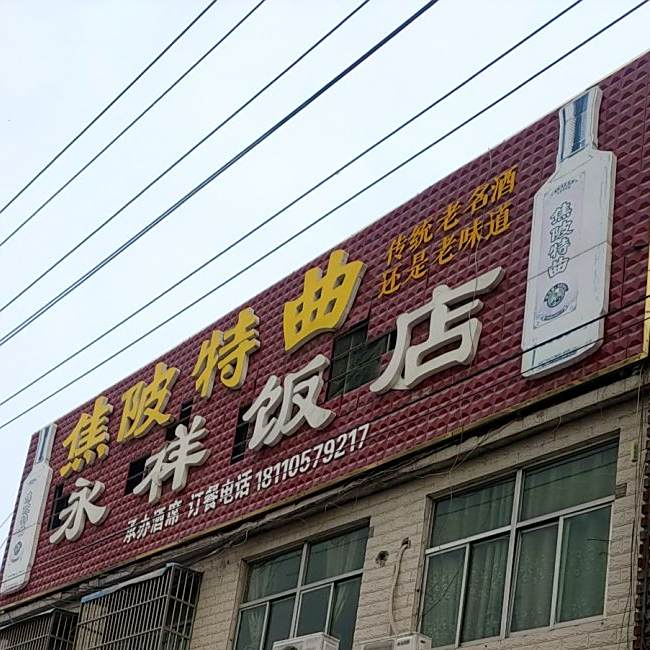 焦陂特曲
传统老名酒
还是老味道
永祥饭店
承办酒席 订餐电话 18110579217
焦陂特曲